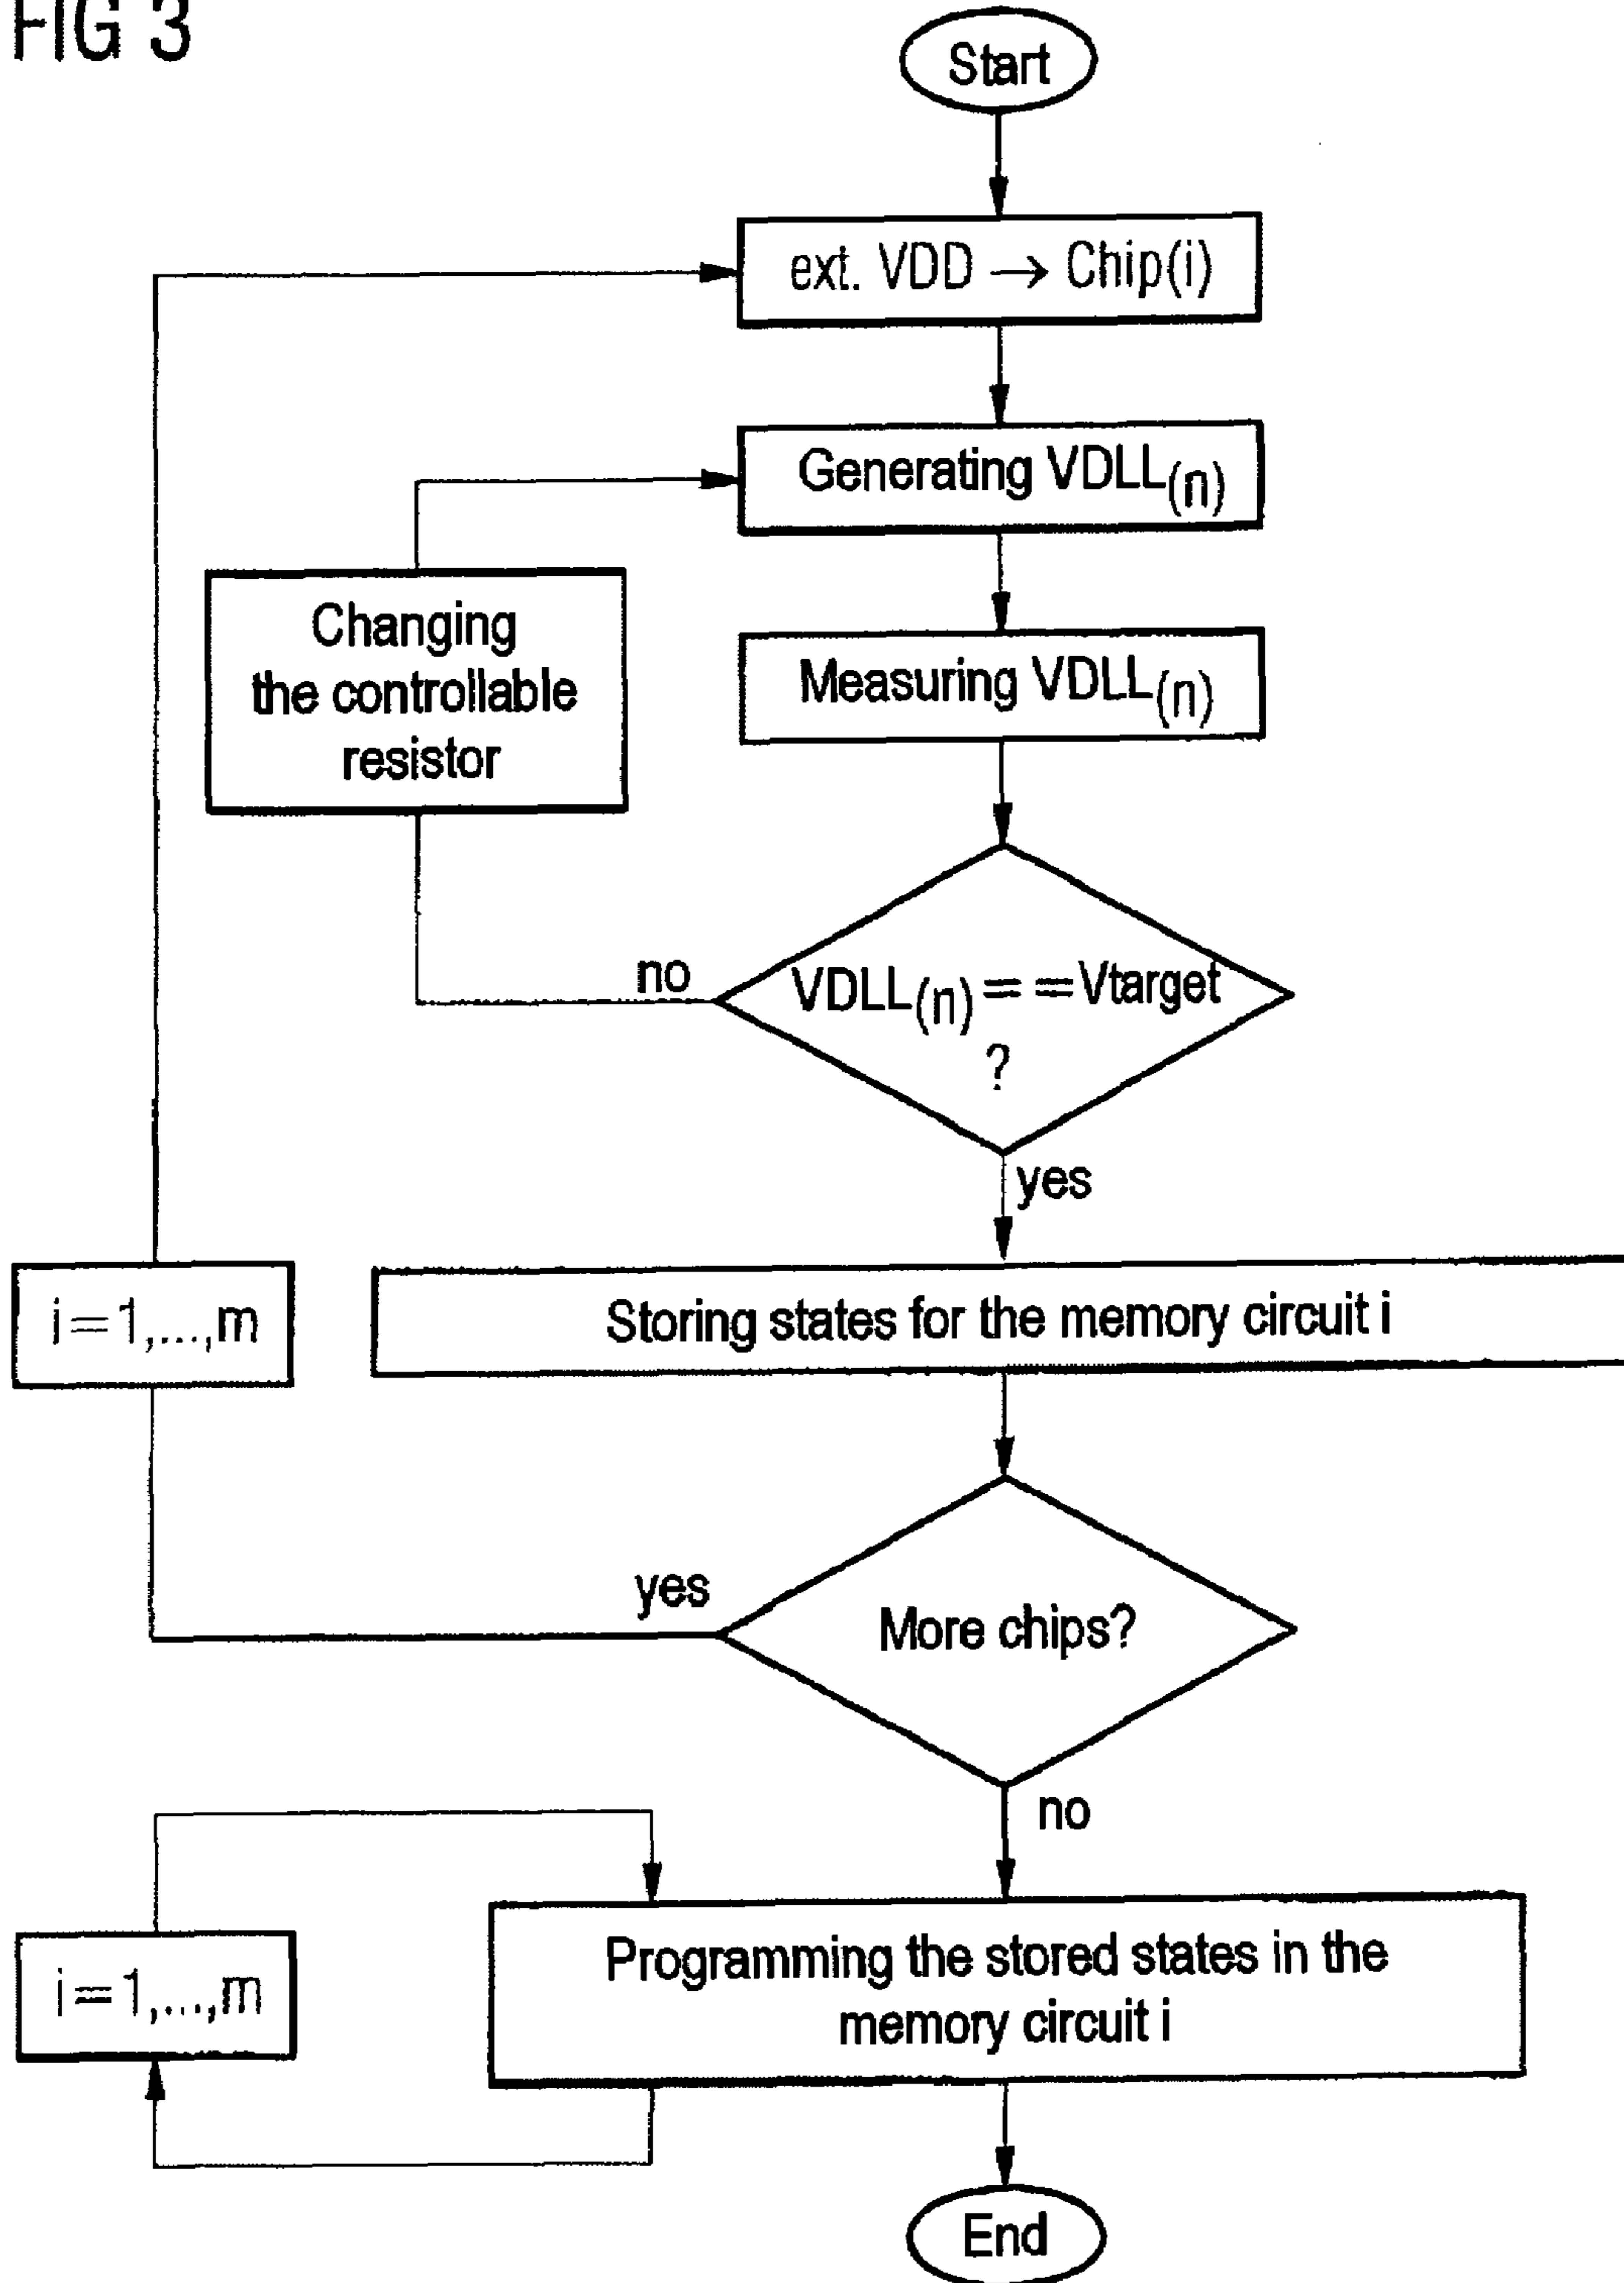 FIG 3
Start
ext. VDD → Chip(i)
Generating VDLL(n)
Changing
the controllable
resistor
Measuring VDLL(n)
no
VDLL(n) = =Vtarget
?
yes
i=1,...,m
Storing states for the memory circuit i
yes
More chips?
no
i=1,...,m
Programming the stored states in the
memory circuit i
End